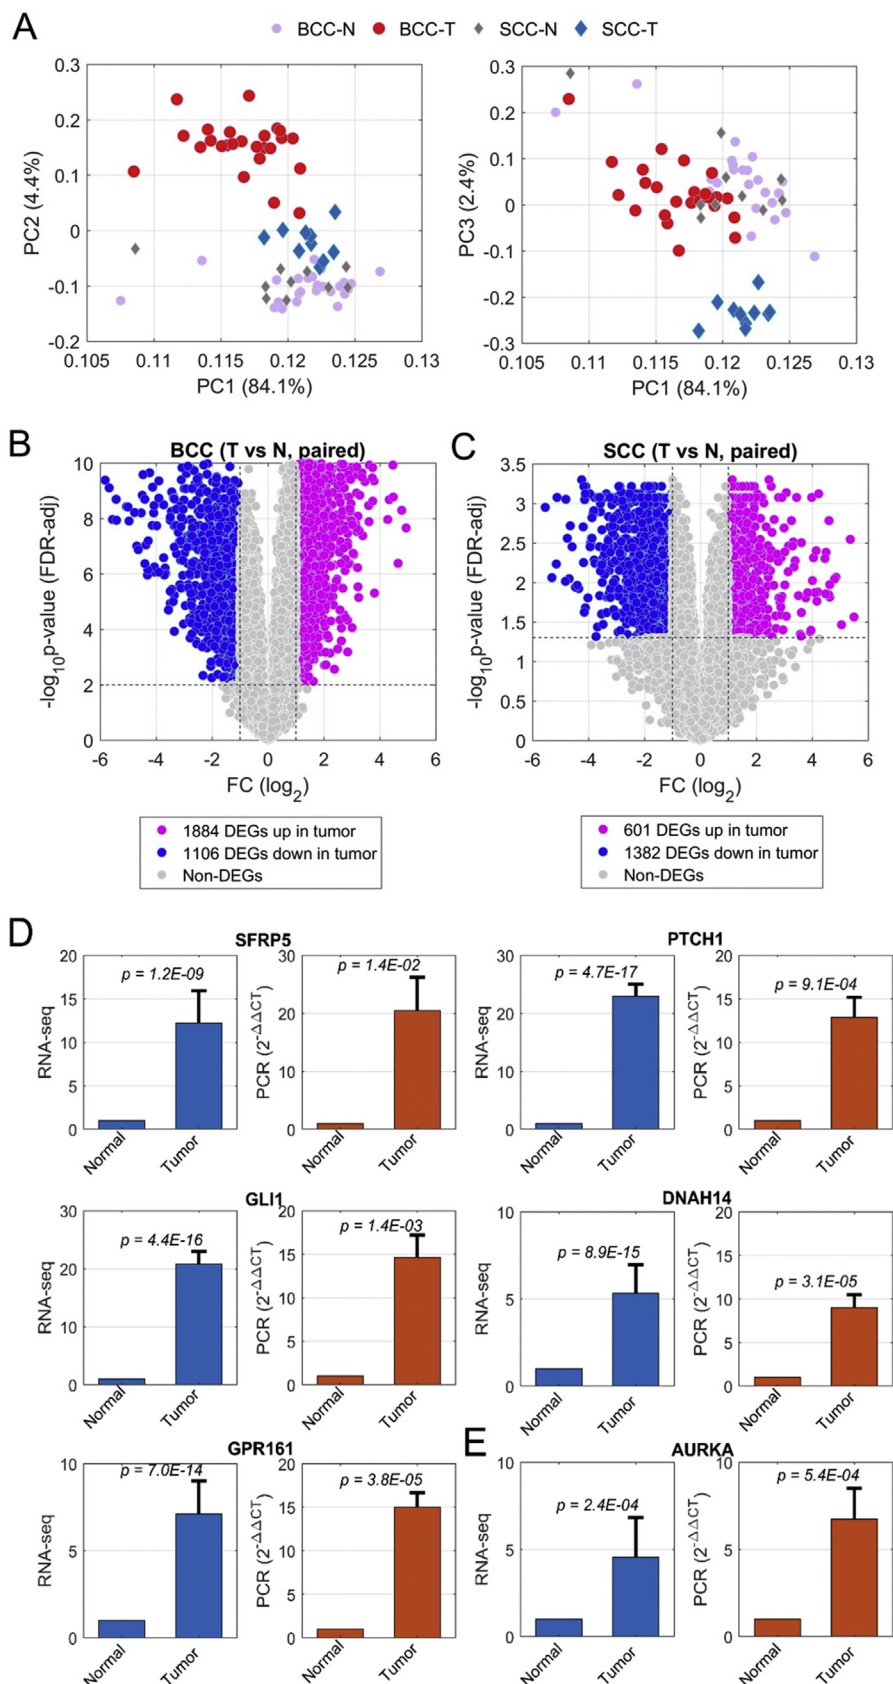 A
BCC-N BCC-T SCC-N SCC-T
0.3
0.2
0.1
0
-0.1
-0.2
PC2 (4.4%)
0.105 0.11 0.115 0.12 0.125 0.13
PC1 (84.1%)
0.3
0.2
0.1
0
-0.1
-0.2
-0.3
PC3 (2.4%)
0.105 0.11 0.115 0.12 0.125 0.13
PC1 (84.1%)
B
BCC (T vs N, paired)
10
8
6
4
2
0
-log10p-value (FDR-adj)
-6 -4 -2 0 2 4 6
FC (log2)
1884 DEGs up in tumor
1106 DEGs down in tumor
Non-DEGs
C
SCC (T vs N, paired)
3.5
3
2.5
2
1.5
1
0.5
0
-log10p-value (FDR-adj)
-6 -4 -2 0 2 4 6
FC (log2)
601 DEGs up in tumor
1382 DEGs down in tumor
Non-DEGs
D
SFRP5
20
15
10
5
0
RNA-seq
p = 1.2E-09
Normal Tumor
30
20
10
0
PCR (2-ΔΔCT)
p = 1.4E-02
Normal Tumor
PTCH1
30
20
10
0
RNA-seq
p = 4.7E-17
Normal Tumor
20
15
10
5
0
PCR (2-ΔΔCT)
p = 9.1E-04
Normal Tumor
GLI1
30
20
10
0
RNA-seq
p = 4.4E-16
Normal Tumor
20
15
10
5
0
PCR (2-ΔΔCT)
p = 1.4E-03
Normal Tumor
DNAH14
10
5
0
RNA-seq
p = 8.9E-15
Normal Tumor
20
15
10
5
0
PCR (2-ΔΔCT)
p = 3.1E-05
Normal Tumor
GPR161
10
5
0
RNA-seq
p = 7.0E-14
Normal Tumor
20
15
10
5
0
PCR (2-ΔΔCT)
p = 3.8E-05
Normal Tumor
E
AURKA
10
5
0
RNA-seq
p = 2.4E-04
Normal Tumor
10
5
0
PCR (2-ΔΔCT)
p = 5.4E-04
Normal Tumor